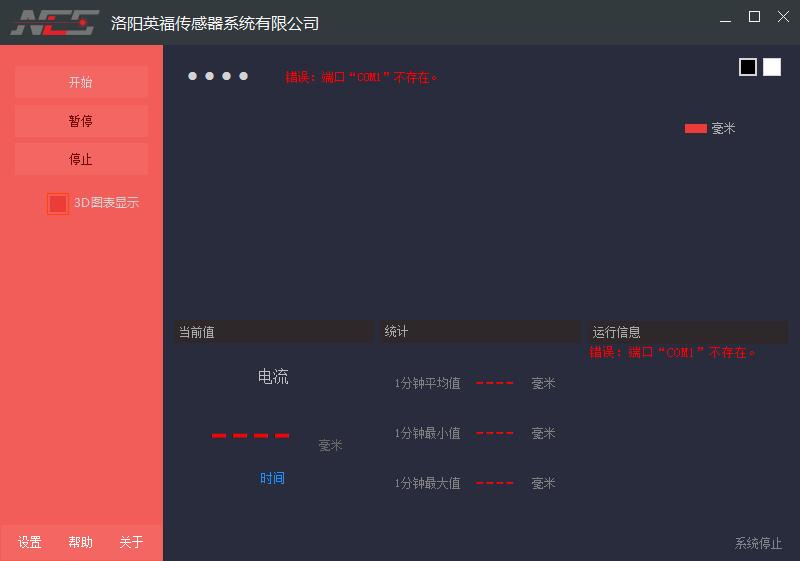 NCS 洛阳英福传感器系统有限公司
开始
暂停
停止
3D图表显示
错误：端口“COM1”不存在。
毫米
当前值
电流
----
毫米
时间
统计
1分钟平均值 ---- 毫米
1分钟最小值 ---- 毫米
1分钟最大值 ---- 毫米
运行信息
错误：端口“COM1”不存在。
设置 帮助 关于
系统停止